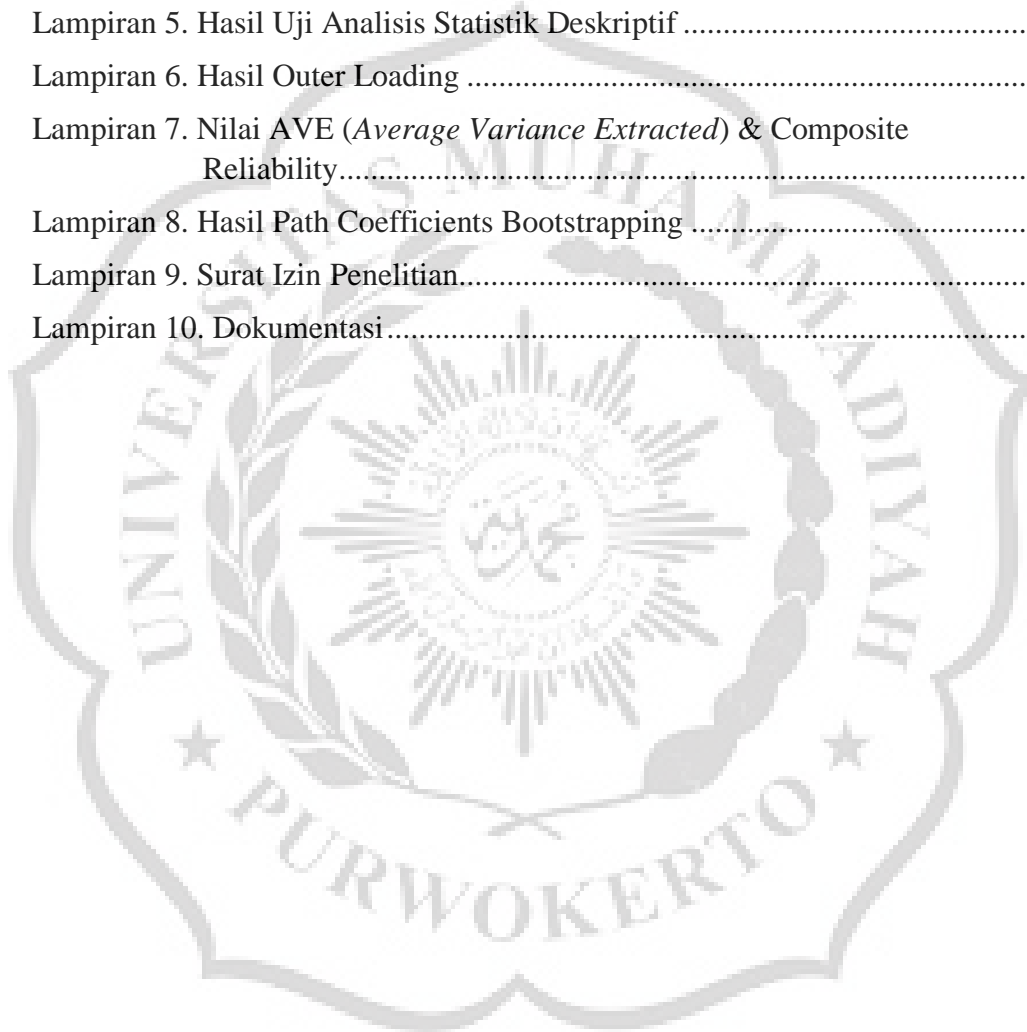 Lampiran 5. Hasil Uji Analisis Statistik Deskriptif ....................................
Lampiran 6. Hasil Outer Loading ...............................................................
Lampiran 7. Nilai AVE (Average Variance Extracted) & Composite
Reliability.....................................................................................
Lampiran 8. Hasil Path Coefficients Bootstrapping ...................................
Lampiran 9. Surat Izin Penelitian................................................................
Lampiran 10. Dokumentasi.........................................................................
UNIVERSITAS MUHAMMADIYAH
PURWOKERTO